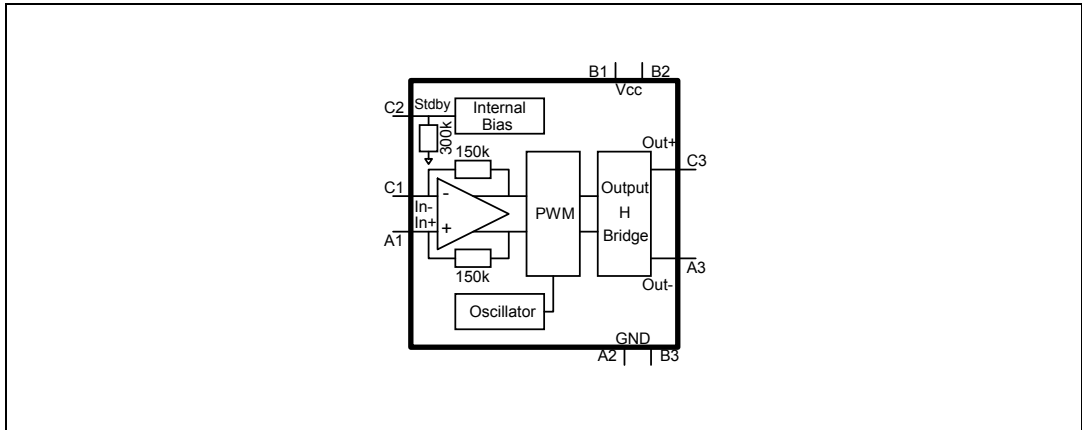 B1
B2
Vcc
C2
Stdby
Internal
Bias
300k
150k
Out+
C3
C1
In-
-
PWM
Output
H
Bridge
In+
+
A1
150k
A3
Out-
Oscillator
GND
A2
B3